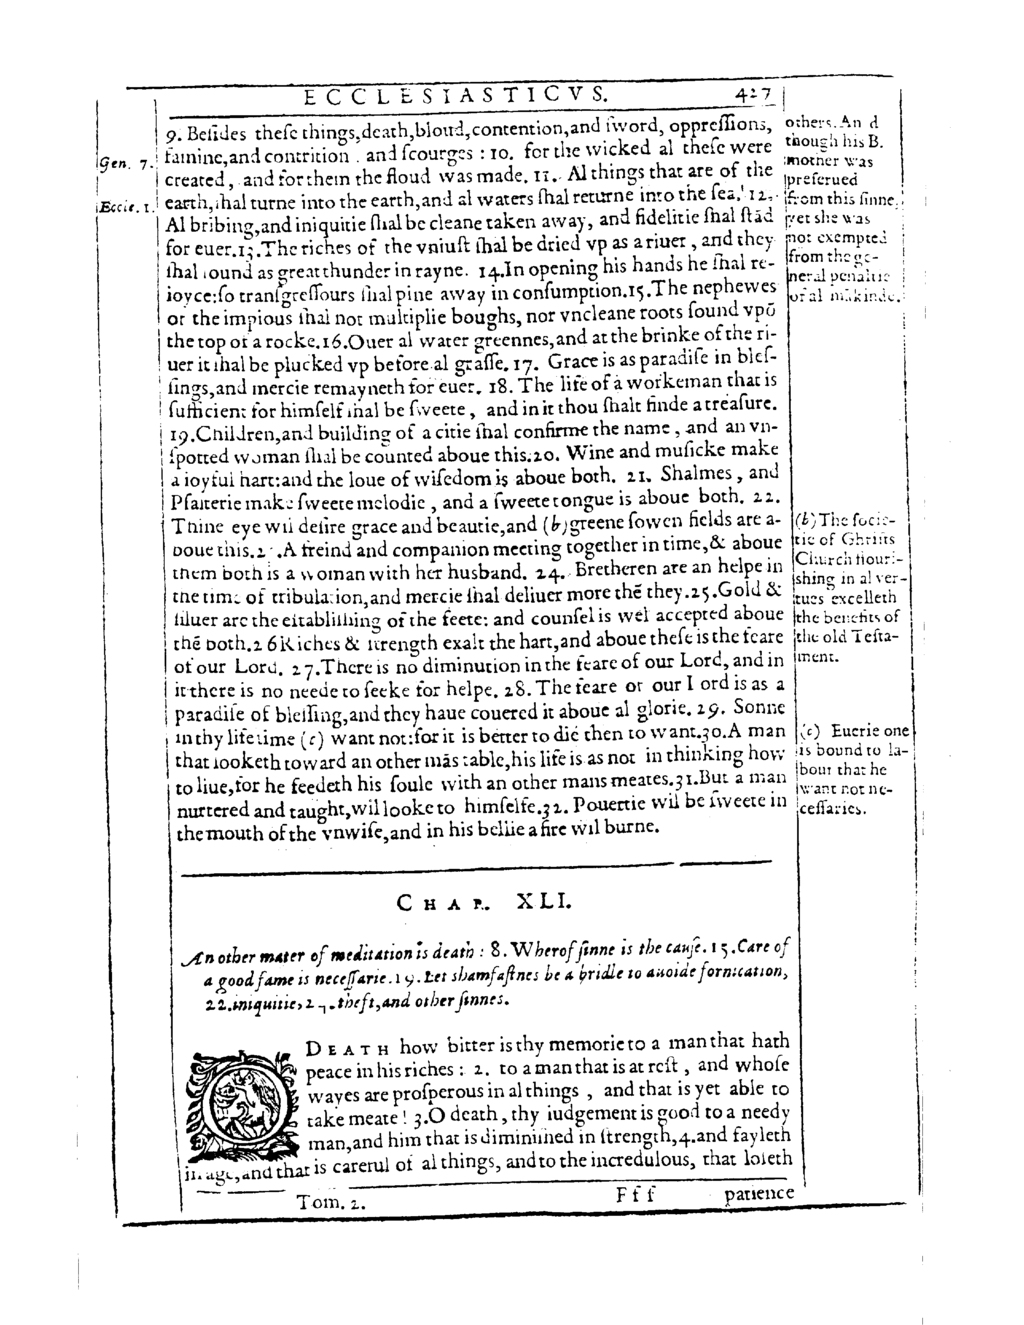 ECCLESIASTICVS. 427
9. Beſides theſe things, death, bloud, contention, and ſword, oppreſſions,
famine, and contrition. and ſcourges : 10. for the wicked al theſe were
created, and for them the floud was made. 11. Al things that are of the
earth, ſhal turne into the earth, and al waters ſhal returne into the ſea. 12.
Al bribing, and iniquitie ſhal be cleane taken away, and fidelitie ſhal ſtād
for euer. 13. The riches of the vniuſt ſhal be dried vp as a riuer, and they
ſhal ſound as great thunder in rayne. 14. In opening his hands he ſhal re-
ioyce: ſo tranſgreſſours ſhal pine away in conſumption. 15. The nephewes
of the impious ſhal not multiplie boughs, nor vncleane roots ſound vpō
the top of a rocke. 16. Ouer al water greennes, and at the brinke of the ri-
uer it ſhal be plucked vp before al graſſe. 17. Grace is as paradiſe in bleſ-
ſings, and mercie remayneth for euer. 18. The life of a workeman that is
ſufficient for himſelf ſhal be ſweete, and in it thou ſhalt finde a treaſure.
19. Children, and building of a citie ſhal confirme the name, and an vn-
ſpotted woman ſhal be counted aboue this. 20. Wine and muſicke make
a ioyful hart: and the loue of wiſedom is aboue both. 21. Shalmes, and
Pſalterie make ſweete melodie, and a ſweete tongue is aboue both. 22.
Thine eye wil deſire grace and beautie, and (b) greene ſowen fields are a-
boue this. 23. A freind and companion meeting together in time, & aboue
them both is a woman with her husband. 24. Bretheren are an helpe in
the time of tribulation, and mercie ſhal deliuer more thē they. 25. Gold &
ſiluer are the eſtabliſhing of the feete: and counſel is wel accepted aboue
thē both. 26 Riches & ſtrength exalt the hart, and aboue theſe is the feare
of our Lord. 27. There is no diminution in the feare of our Lord, and in
it there is no neede to ſeeke for helpe. 28. The feare of our Lord is as a
paradiſe of bleſſing, and they haue couered it aboue al glorie. 29. Sonne
in thy life time (c) want not: for it is better to die then to want. 30. A man
that looketh toward an other mās table, his life is as not in thinking how
to liue, for he feedeth his ſoule with an other mans meates. 31. But a man
nurtered and taught, wil looke to himſelfe. 32. Pouertie wil be ſweete in
the mouth of the vnwiſe, and in his bellie a fire wil burne.
Gen. 7.
Eccle. 1.
others. And
though his B.
mother was
preſerued
from this ſinne,
yet she was
not exempted
from the ge-
neral penaltie
of al mākinde.
(b) The ſocie-
tie of Chriſts
Church flouri-
shing in al ver-
tues excelleth
the benefits of
the old Teſta-
ment.
(c) Euerie one
is bound to la-
bour that he
want not ne-
ceſſaries.
CHAP. XLI.
An other mater of meditation is death : 8. Wherof ſinne is the cauſe. 15. Care of
a good fame is neceſſarie. 19. Let shamfaſtnes be a bridle to auoide fornication,
22. iniquitie, 24. theft, and other ſinnes.
O DEATH how bitter is thy memorie to a man that hath
peace in his riches : 2. to a man that is at reſt, and whoſe
wayes are proſperous in al things, and that is yet able to
take meate! 3. O death, thy iudgement is good to a needy
man, and him that is diminiſhed in ſtrength, 4. and fayleth
in age, and that is careful of al things, and to the incredulous, that loſeth
Tom. 2. Fff patience